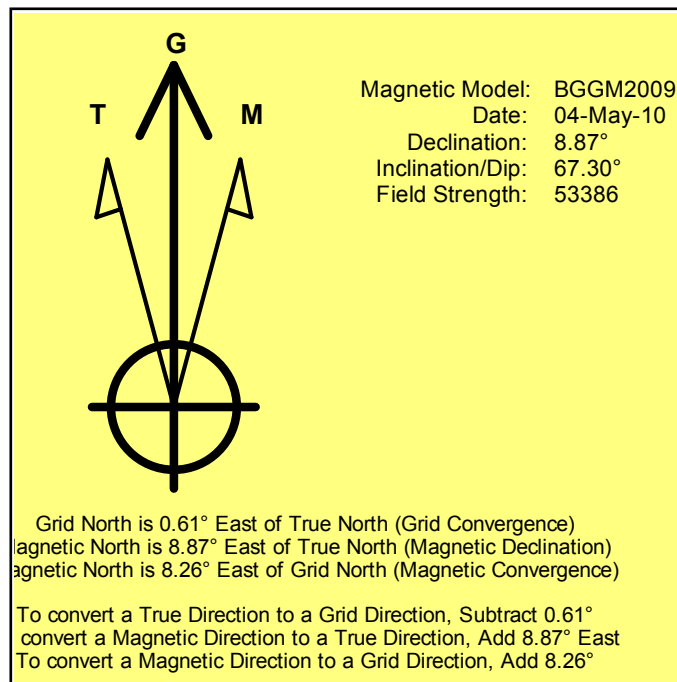 G
T M
Magnetic Model: BGGM2009
Date: 04-May-10
Declination: 8.87°
Inclination/Dip: 67.30°
Field Strength: 53386
Grid North is 0.61° East of True North (Grid Convergence)
agnetic North is 8.87° East of True North (Magnetic Declination)
agnetic North is 8.26° East of Grid North (Magnetic Convergence)
To convert a True Direction to a Grid Direction, Subtract 0.61°
convert a Magnetic Direction to a True Direction, Add 8.87° East
To convert a Magnetic Direction to a Grid Direction, Add 8.26°